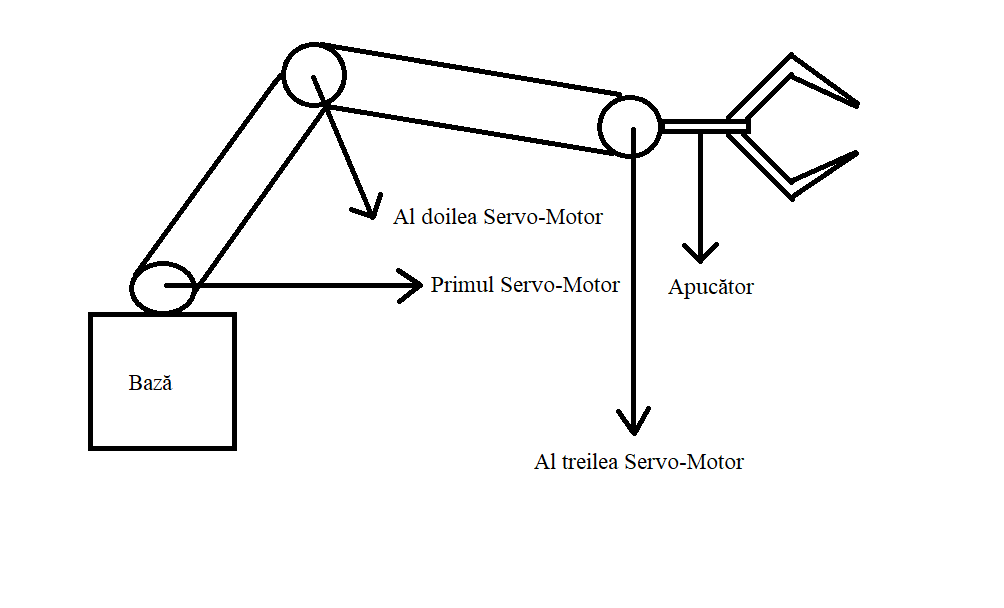 Al doilea Servo-Motor
Primul Servo-Motor
Apucător
Bază
Al treilea Servo-Motor